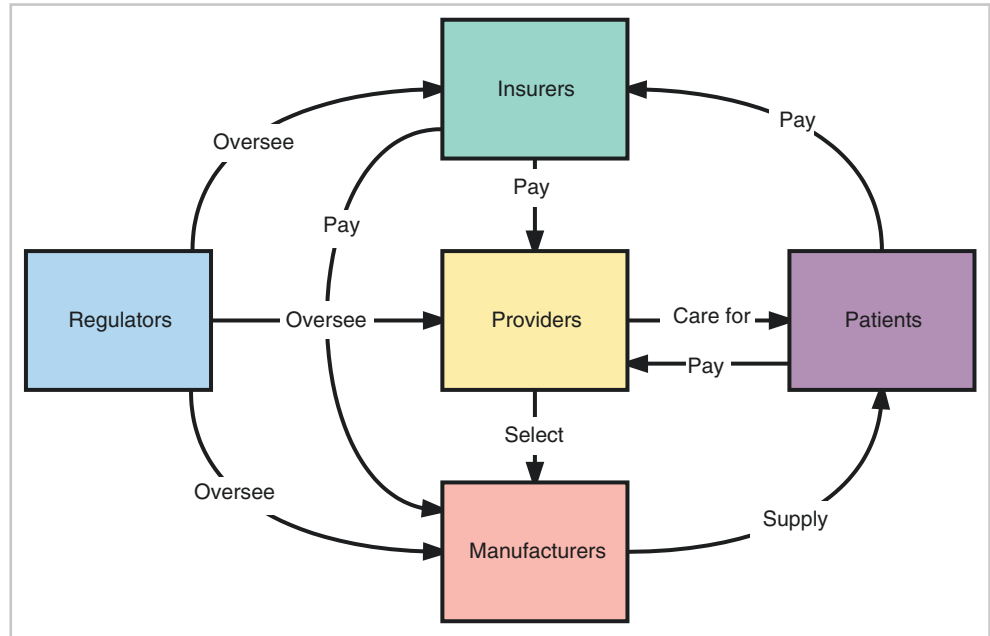 Insurers
Pay
Oversee
Pay
Pay
Regulators
Oversee
Providers
Care for
Patients
Pay
Select
Oversee
Supply
Manufacturers